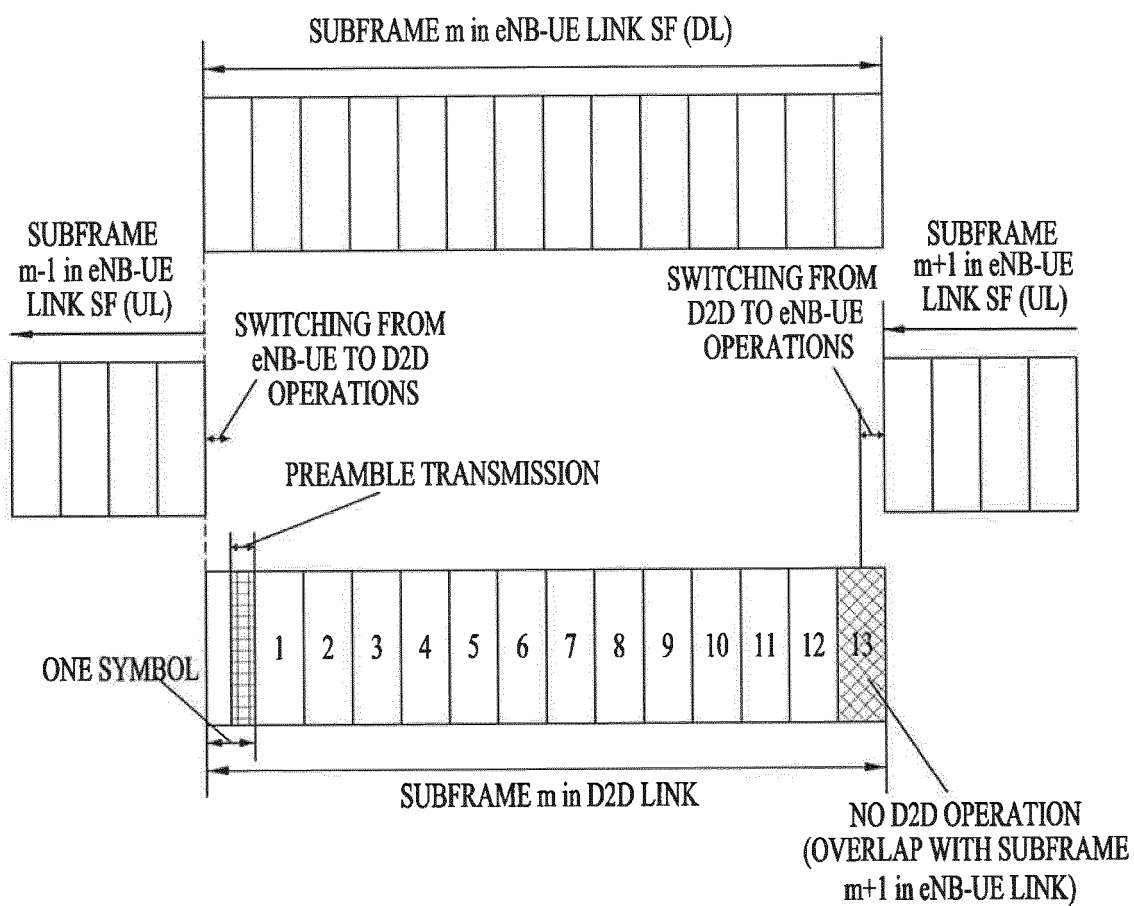 SUBFRAME m in eNB-UE LINK SF (DL)
SUBFRAME
m-1 in eNB-UE
LINK SF (UL)
SWITCHING FROM
eNB-UE TO D2D
OPERATIONS
SWITCHING FROM
D2D TO eNB-UE
OPERATIONS
SUBFRAME
m+1 in eNB-UE
LINK SF (UL)
PREAMBLE TRANSMISSION
1 2 3 4 5 6 7 8 9 10 11 12 13
ONE SYMBOL
SUBFRAME m in D2D LINK
NO D2D OPERATION
(OVERLAP WITH SUBFRAME
m+1 in eNB-UE LINK)